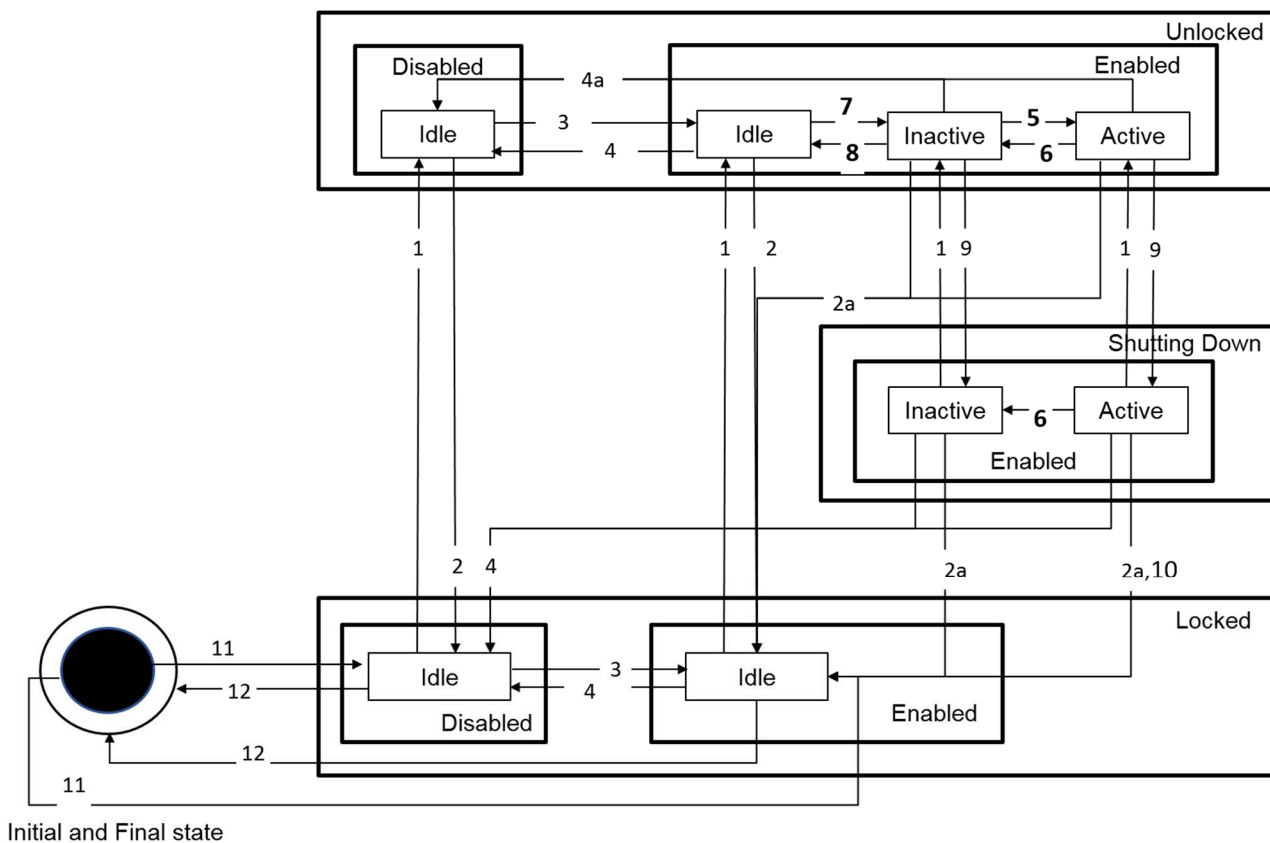 Unlocked
Disabled
4a
Enabled
Idle
3
4
Idle
7
8
Inactive
5
6
Active
1
1
2
1
9
1
9
2a
Shutting Down
Inactive
6
Active
Enabled
2
4
2a
2a,10
Locked
11
12
Idle
Disabled
3
4
Idle
Enabled
12
11
Initial and Final state